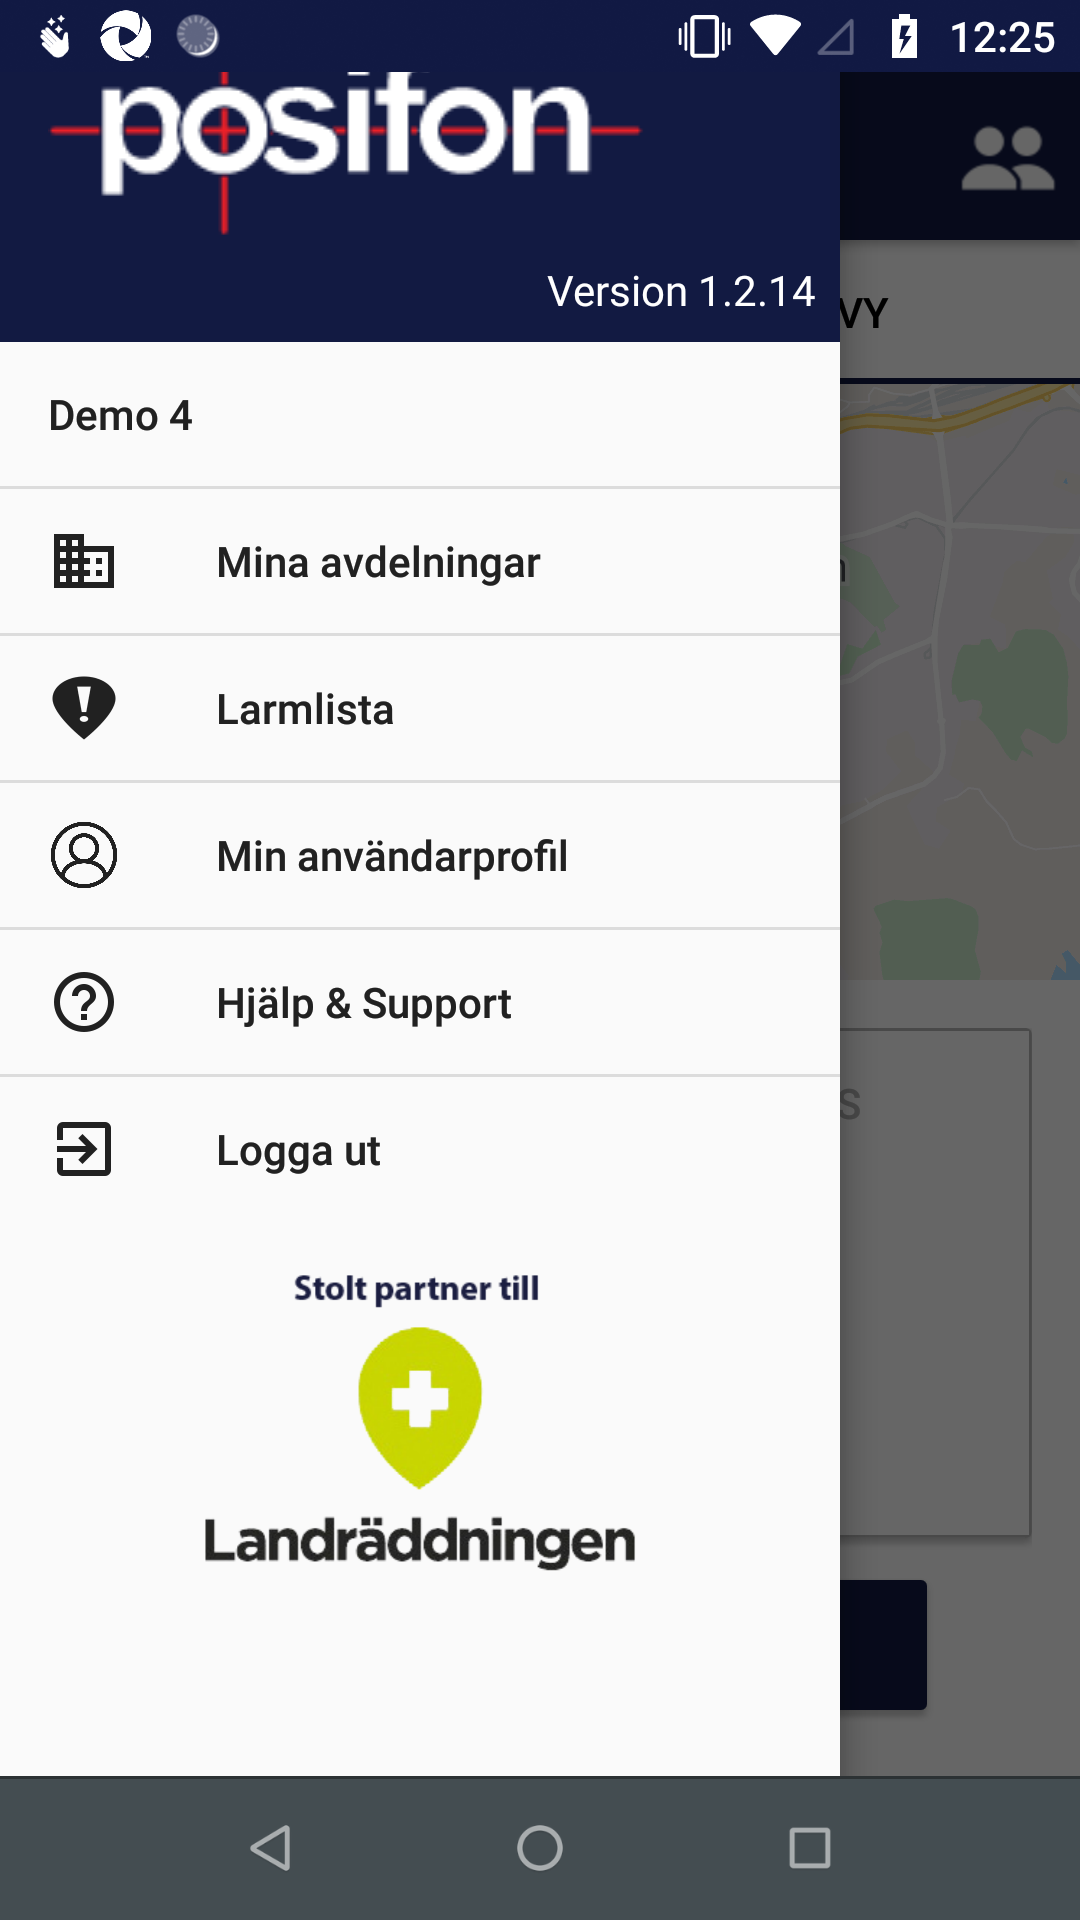 12:25
positon
Version 1.2.14
VY
Demo 4
Mina avdelningar
Larmlista
Min användarprofil
Hjälp & Support
S
Logga ut
Stolt partner till
Landräddningen